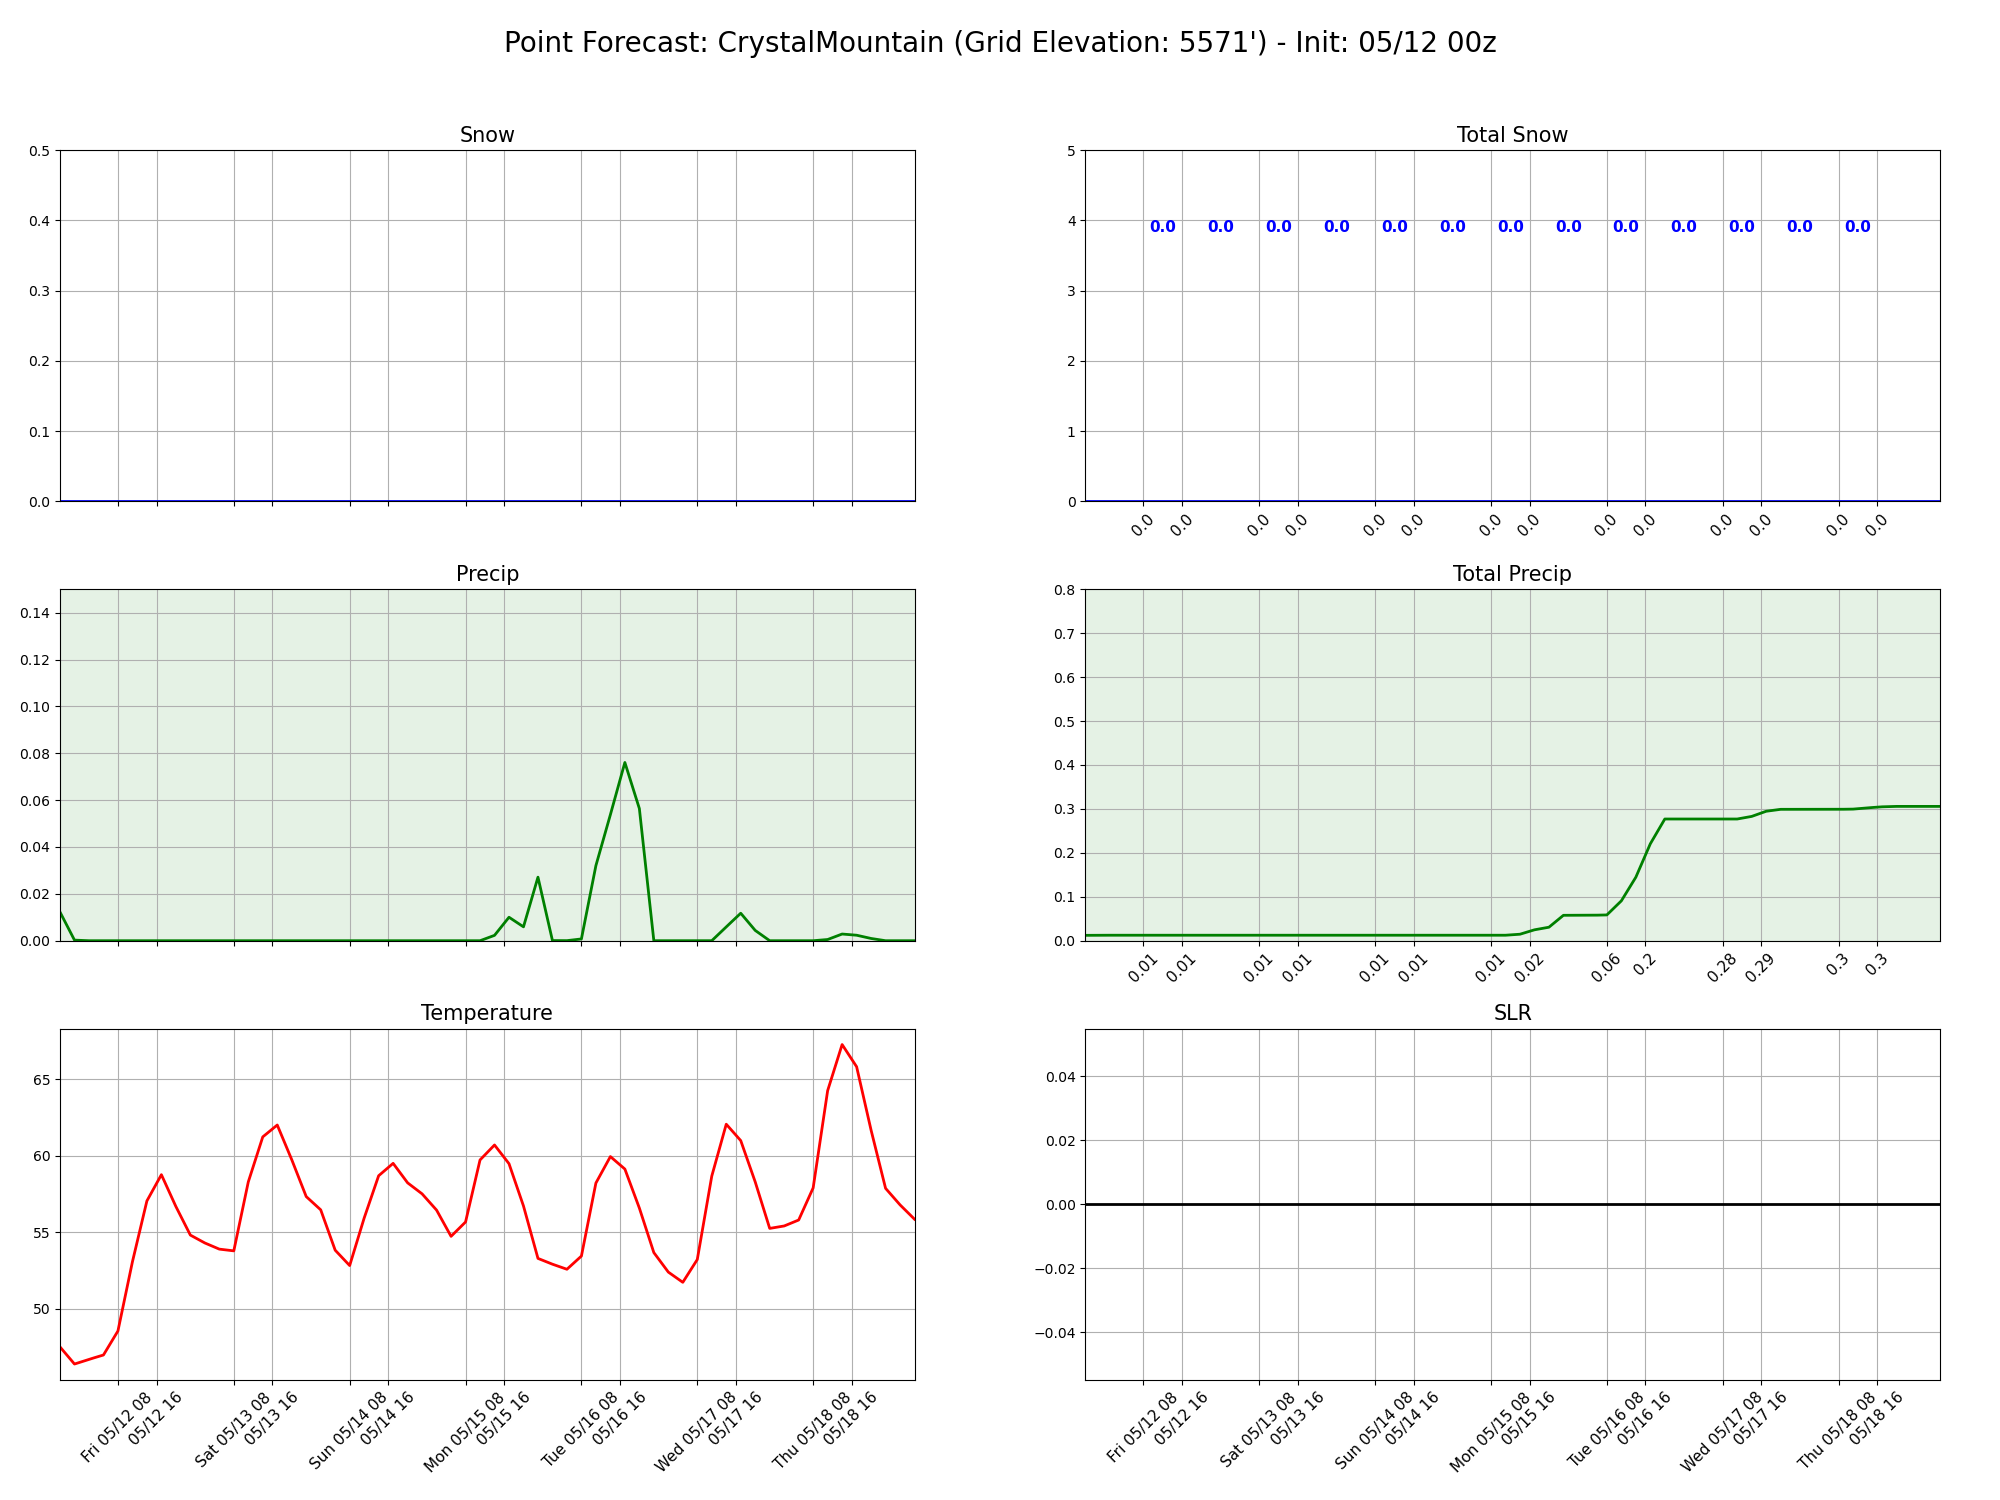 Point Forecast: CrystalMountain (Grid Elevation: 5571') - Init: 05/12 00z
Snow
0.5
0.4
0.3
0.2
0.1
0.0
Total Snow
5
4
3
2
1
0
0.0 0.0 0.0 0.0 0.0 0.0 0.0 0.0 0.0 0.0 0.0 0.0 0.0
0.0 0.0 0.0 0.0 0.0 0.0 0.0 0.0 0.0 0.0 0.0 0.0 0.0 0.0
Precip
0.14
0.12
0.10
0.08
0.06
0.04
0.02
0.00
Total Precip
0.8
0.7
0.6
0.5
0.4
0.3
0.2
0.1
0.0
0.01 0.01 0.01 0.01 0.01 0.01 0.01 0.02 0.06 0.2 0.28 0.29 0.3 0.3
Temperature
65
60
55
50
Fri 05/12 08
05/12 16
Sat 05/13 08
05/13 16
Sun 05/14 08
05/14 16
Mon 05/15 08
05/15 16
Tue 05/16 08
05/16 16
Wed 05/17 08
05/17 16
Thu 05/18 08
05/18 16
SLR
0.04
0.02
0.00
−0.02
−0.04
Fri 05/12 08
05/12 16
Sat 05/13 08
05/13 16
Sun 05/14 08
05/14 16
Mon 05/15 08
05/15 16
Tue 05/16 08
05/16 16
Wed 05/17 08
05/17 16
Thu 05/18 08
05/18 16